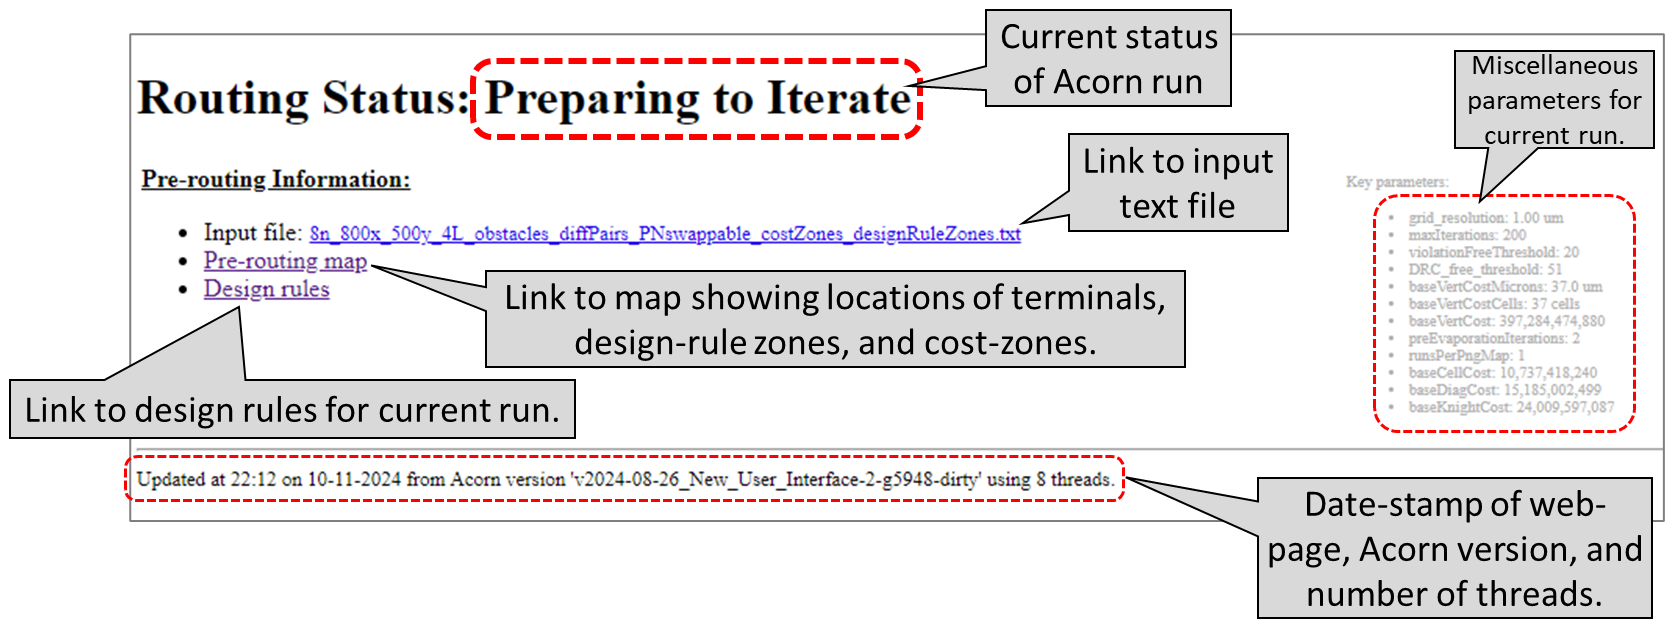 Current status
of Acorn run
Routing Status: Preparing to Iterate
Miscellaneous
parameters for
current run.
Link to input
text file
Pre-routing Information:
Input file: 8n_800x_500y_4L_obstacles_diffPairs_PNswappable_costZones_designRuleZones.txt
Pre-routing map
Design rules
Link to map showing locations of terminals,
design-rule zones, and cost-zones.
Link to design rules for current run.
Key parameters:
grid_resolution: 1.00 um
maxIterations: 200
violationFreeThreshold: 20
DRC_free_threshold: 51
baseVertCostMicrons: 37.0 um
baseVertCostCells: 37 cells
baseVertCost: 397,284,474,880
preEvaporationIterations: 2
runsPerPngMap: 1
baseCellCost: 10,737,418,240
baseDiagCost: 15,185,002,499
baseKnightCost: 24,009,597,087
Updated at 22:12 on 10-11-2024 from Acorn version 'v2024-08-26_New_User_Interface-2-g5948-dirty' using 8 threads.
Date-stamp of web-
page, Acorn version, and
number of threads.